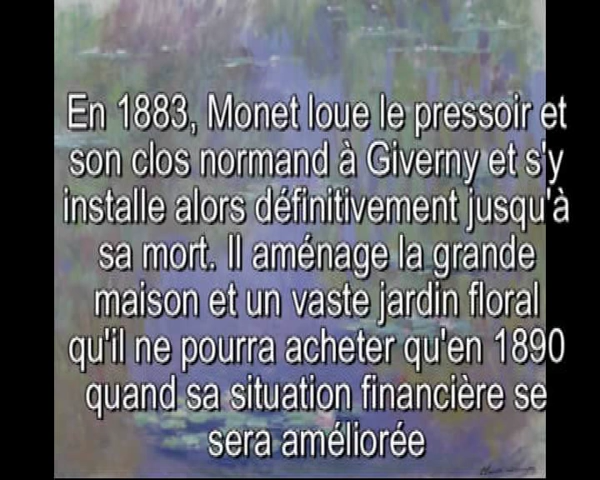 En 1883, Monet loue le pressoir et
son clos normand à Giverny et s'y
installe alors définitivement jusqu'à
sa mort. Il aménage la grande
maison et un vaste jardin floral
qu'il ne pourra acheter qu'en 1890
quand sa situation financière se
sera améliorée